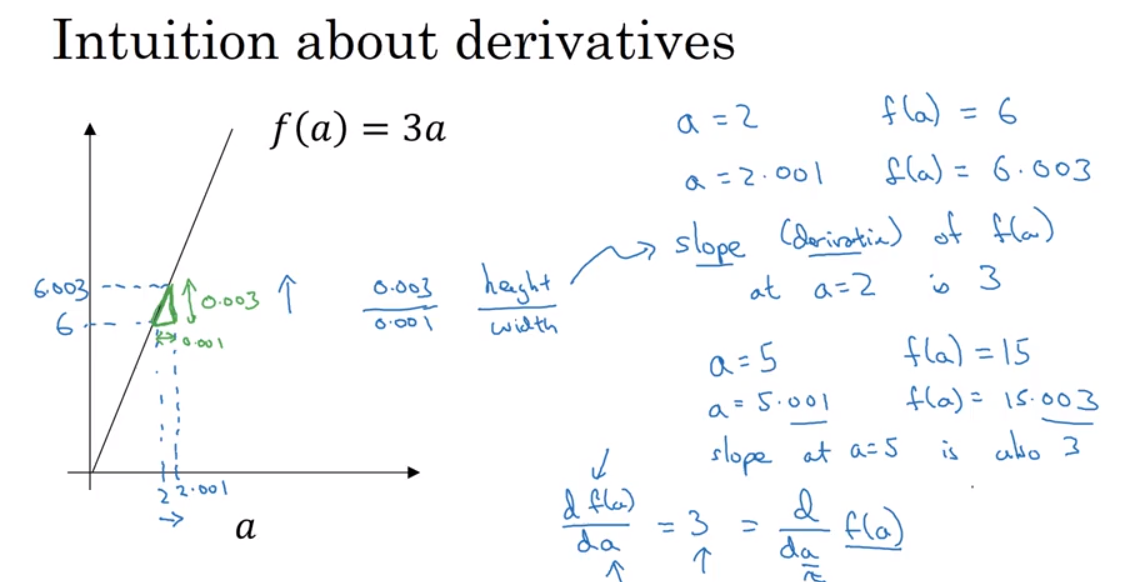 Intuition about derivatives
f(a) = 3a
a = 2 f(a) = 6
a = 2.001 f(a) = 6.003
slope (derivative) of f(a)
at a=2 is 3
6.003
6
0.003
0.001
↑ 0.003/0.001 height/width
a = 5 f(a) = 15
a = 5.001 f(a) = 15.003
slope at a=5 is also 3
2 2.001
→
a
d f(a)/da = 3 = d/da f(a)